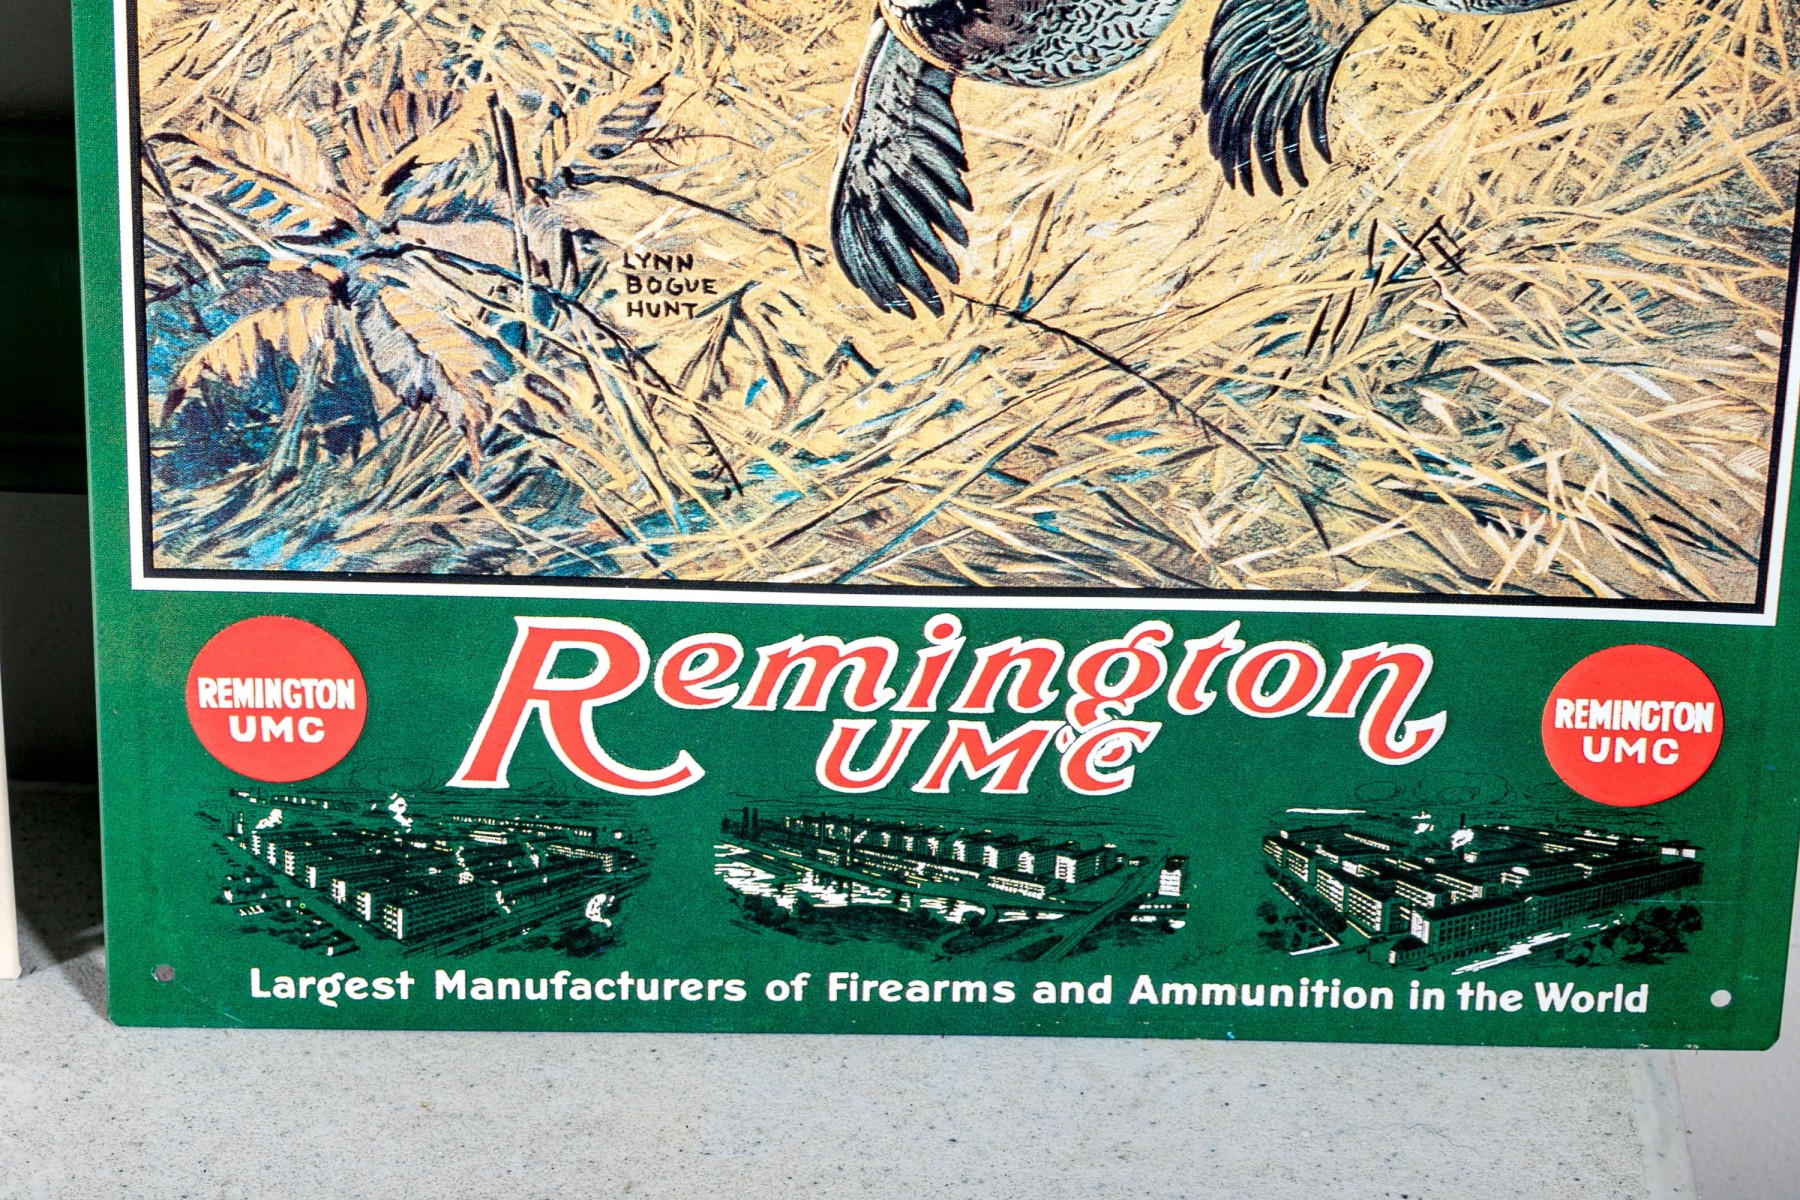 LYNN
BOGUE
HUNT
REMINGTON
UMC
Remington
UMC
REMINGTON
UMC
Largest Manufacturers of Firearms and Ammunition in the World